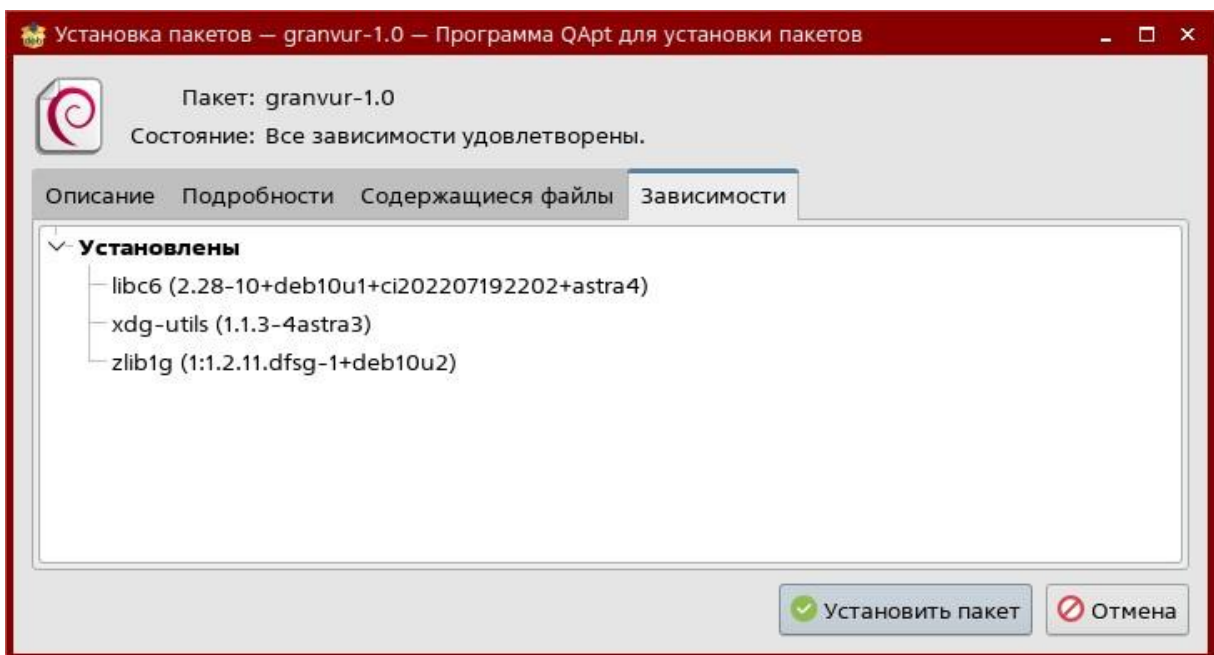 Установка пакетов — granvur-1.0 — Программа QApt для установки пакетов
Пакет: granvur-1.0
Состояние: Все зависимости удовлетворены.
Описание Подробности Содержащиеся файлы Зависимости
Установлены
libc6 (2.28-10+deb10u1+ci202207192202+astra4)
xdg-utils (1.1.3-4astra3)
zlib1g (1:1.2.11.dfsg-1+deb10u2)
Установить пакет Отмена